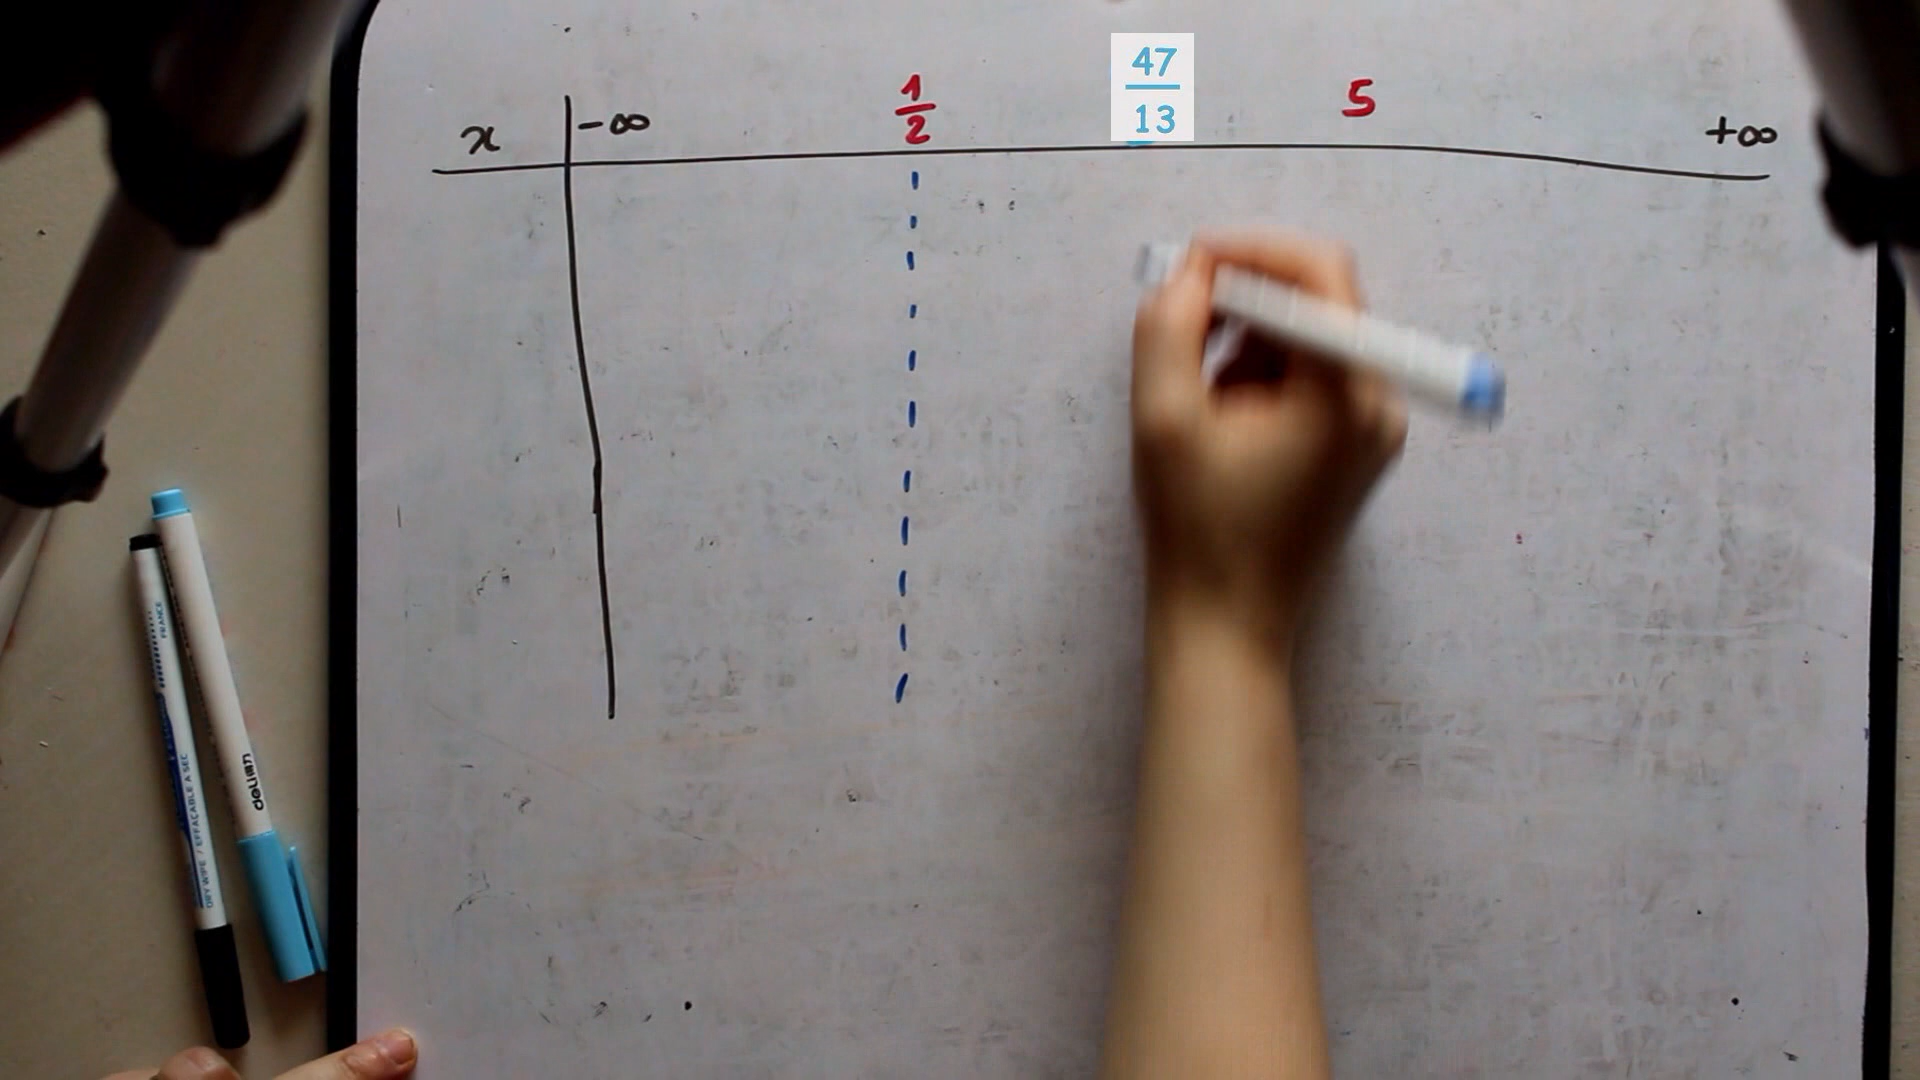 x -∞ 1/2 47/13 5 +∞
deli
FRANCE
DRY WIPE / EFFAÇABLE A SEC